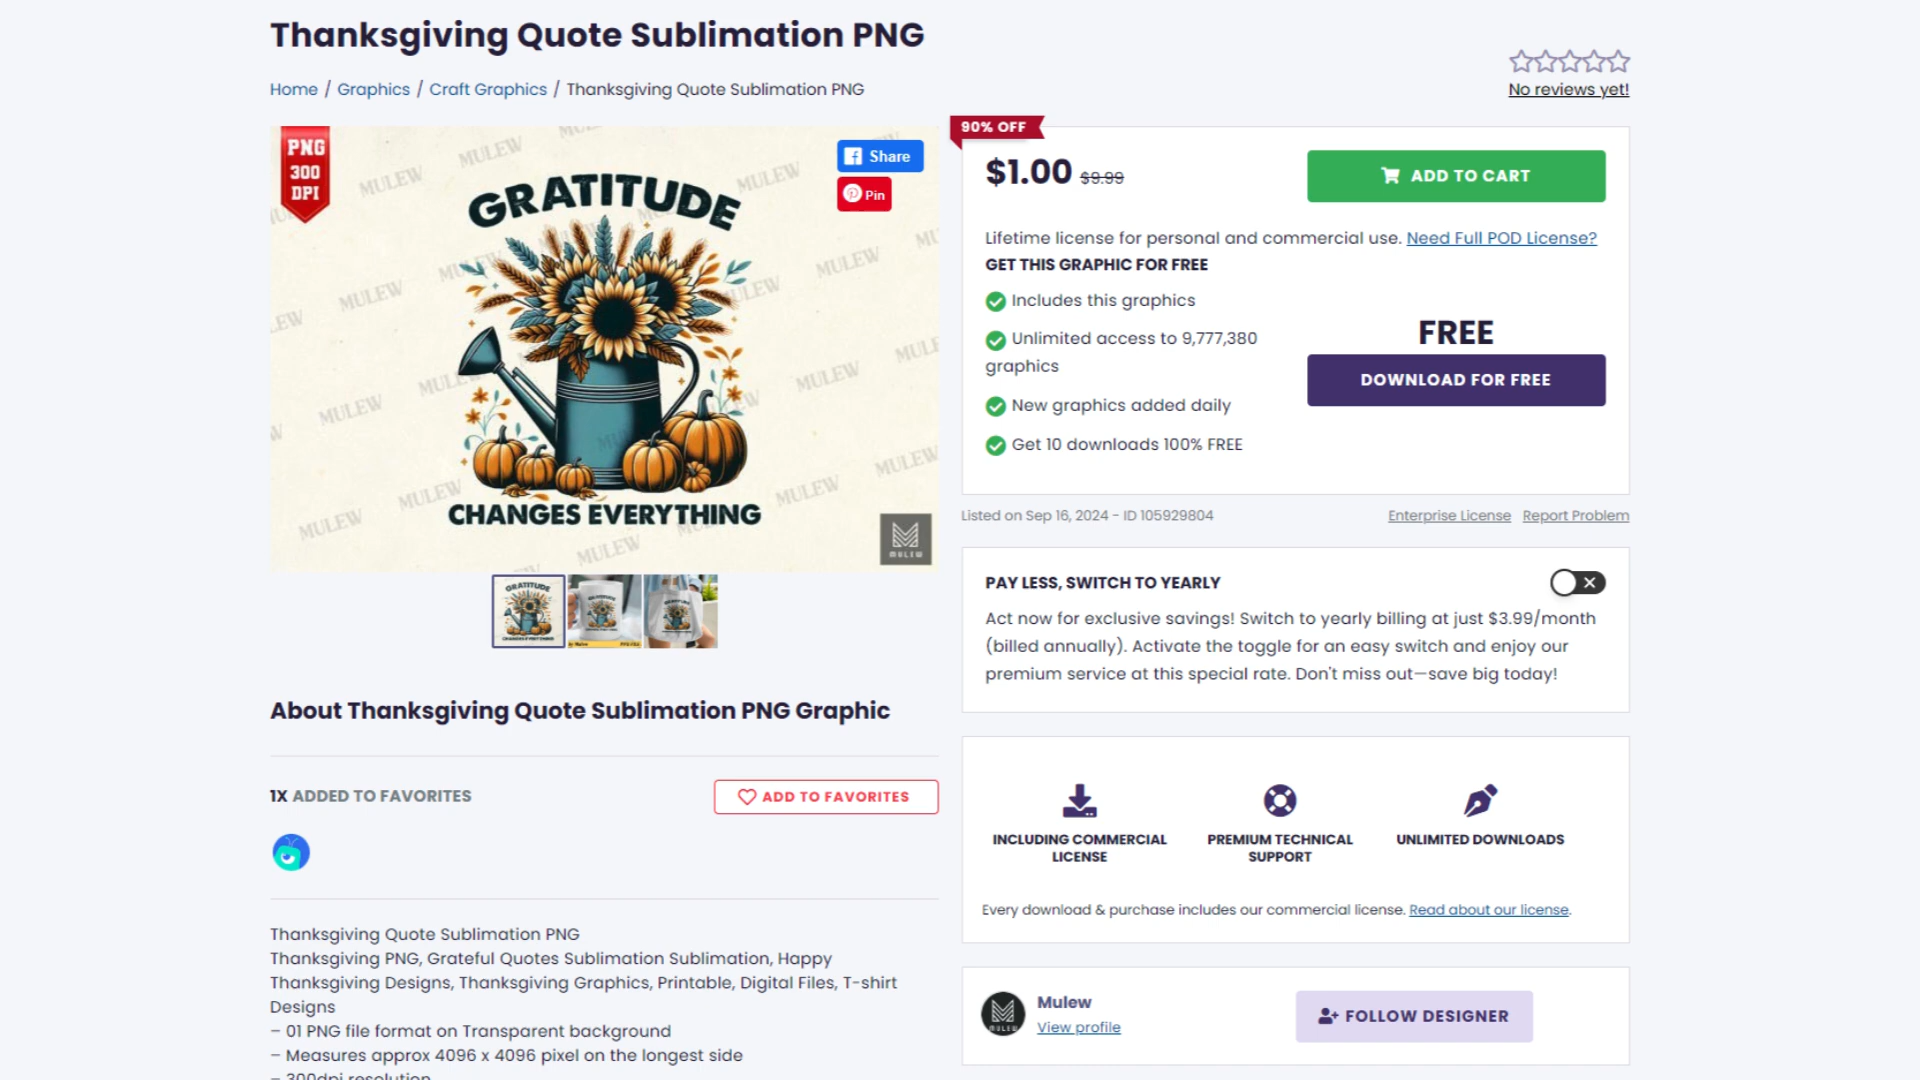 Thanksgiving Quote Sublimation PNG
Home / Graphics / Craft Graphics / Thanksgiving Quote Sublimation PNG
No reviews yet!
PNG
300
DPI
Share
Pin
GRATITUDE
CHANGES EVERYTHING
MULEW
90% OFF
$1.00 $9.99
ADD TO CART
Lifetime license for personal and commercial use. Need Full POD License?
GET THIS GRAPHIC FOR FREE
Includes this graphics
Unlimited access to 9,777,380
graphics
New graphics added daily
Get 10 downloads 100% FREE
FREE
DOWNLOAD FOR FREE
Listed on Sep 16, 2024 - ID 105929804
Enterprise License Report Problem
PAY LESS, SWITCH TO YEARLY
Act now for exclusive savings! Switch to yearly billing at just $3.99/month
(billed annually). Activate the toggle for an easy switch and enjoy our
premium service at this special rate. Don't miss out—save big today!
INCLUDING COMMERCIAL
LICENSE
PREMIUM TECHNICAL
SUPPORT
UNLIMITED DOWNLOADS
Every download & purchase includes our commercial license. Read about our license.
Mulew
View profile
FOLLOW DESIGNER
About Thanksgiving Quote Sublimation PNG Graphic
1X ADDED TO FAVORITES
ADD TO FAVORITES
Thanksgiving Quote Sublimation PNG
Thanksgiving PNG, Grateful Quotes Sublimation Sublimation, Happy
Thanksgiving Designs, Thanksgiving Graphics, Printable, Digital Files, T-shirt
Designs
– 01 PNG file format on Transparent background
– Measures approx 4096 x 4096 pixel on the longest side
– 300dpi resolution